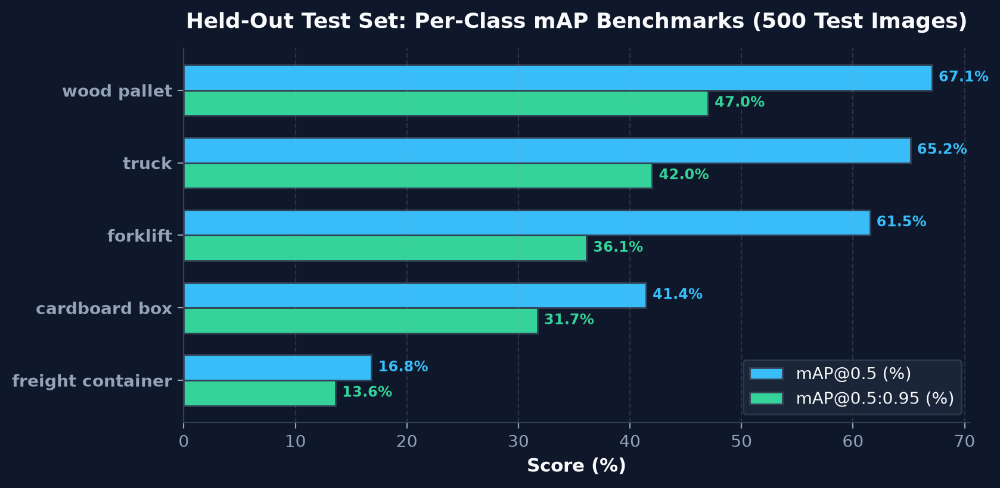 Held-Out Test Set: Per-Class mAP Benchmarks (500 Test Images)
wood pallet
67.1%
47.0%
truck
65.2%
42.0%
forklift
61.5%
36.1%
cardboard box
41.4%
31.7%
freight container
16.8%
13.6%
mAP@0.5 (%)
mAP@0.5:0.95 (%)
0 10 20 30 40 50 60 70
Score (%)